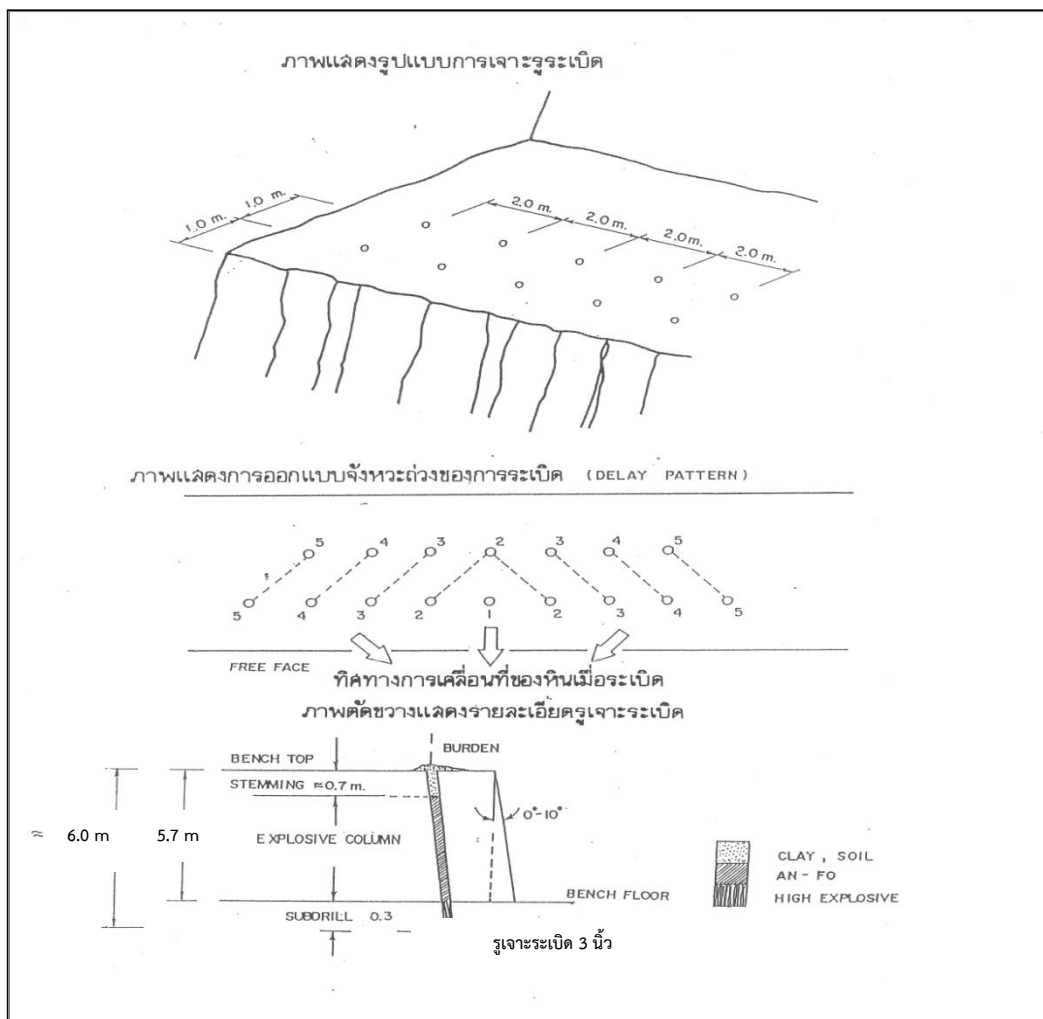 ภาพแสดงรูปแบบการเจาะรูระเบิด
1.0 m. 1.0 m. 2.0 m. 2.0 m. 2.0 m. 2.0 m.
ภาพแสดงการออกแบบจังหวะถ่วงของการระเบิด (DELAY PATTERN)
5 4 3 2 3 4 5
5 4 3 2 1 2 3 4 5
FREE FACE
ทิศทางการเคลื่อนที่ของหินเมื่อระเบิด
ภาพตัดขวางแสดงรายละเอียดรูเจาะระเบิด
BURDEN
BENCH TOP
STEMMING ≈0.7 m.
0°-10°
≈ 6.0 m 5.7 m EXPLOSIVE COLUMN
CLAY, SOIL
AN-FO
HIGH EXPLOSIVE
BENCH FLOOR
SUBDRILL 0.3
รูเจาะระเบิด 3 นิ้ว